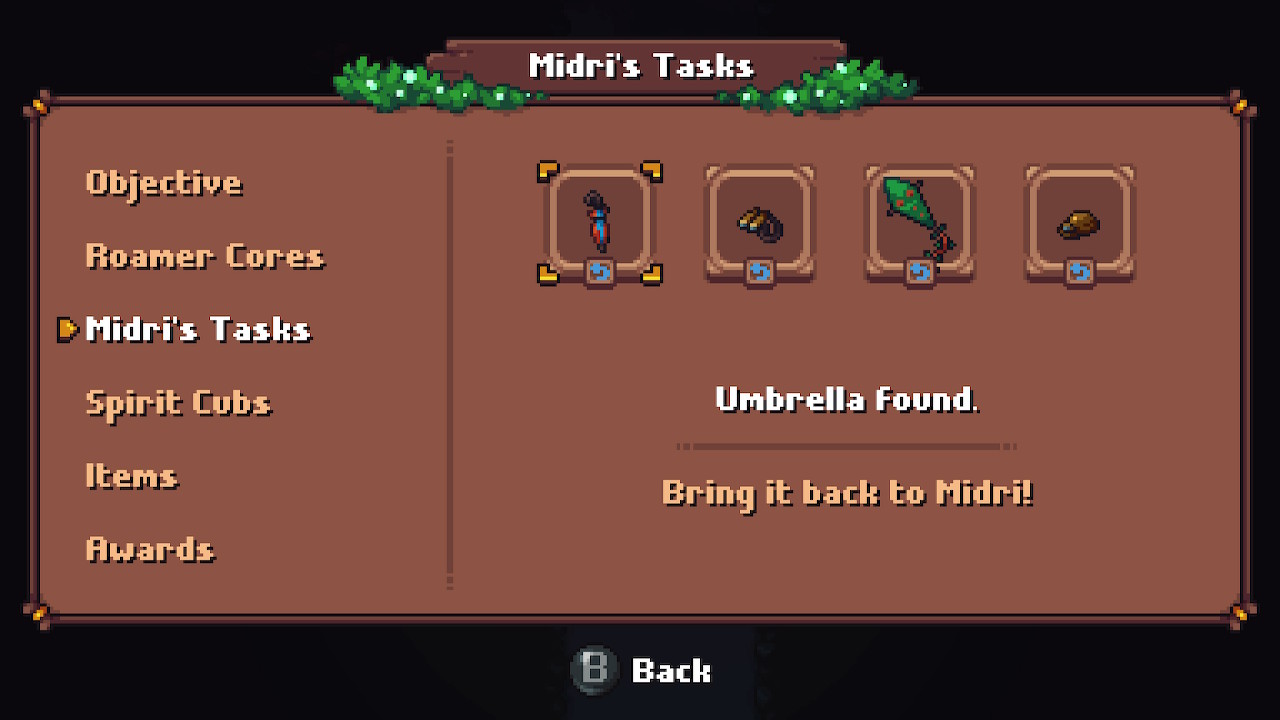 Midri's Tasks
Objective
Roamer Cores
Midri's Tasks
Spirit Cubs
Items
Awards
Umbrella found.
Bring it back to Midri!
B Back